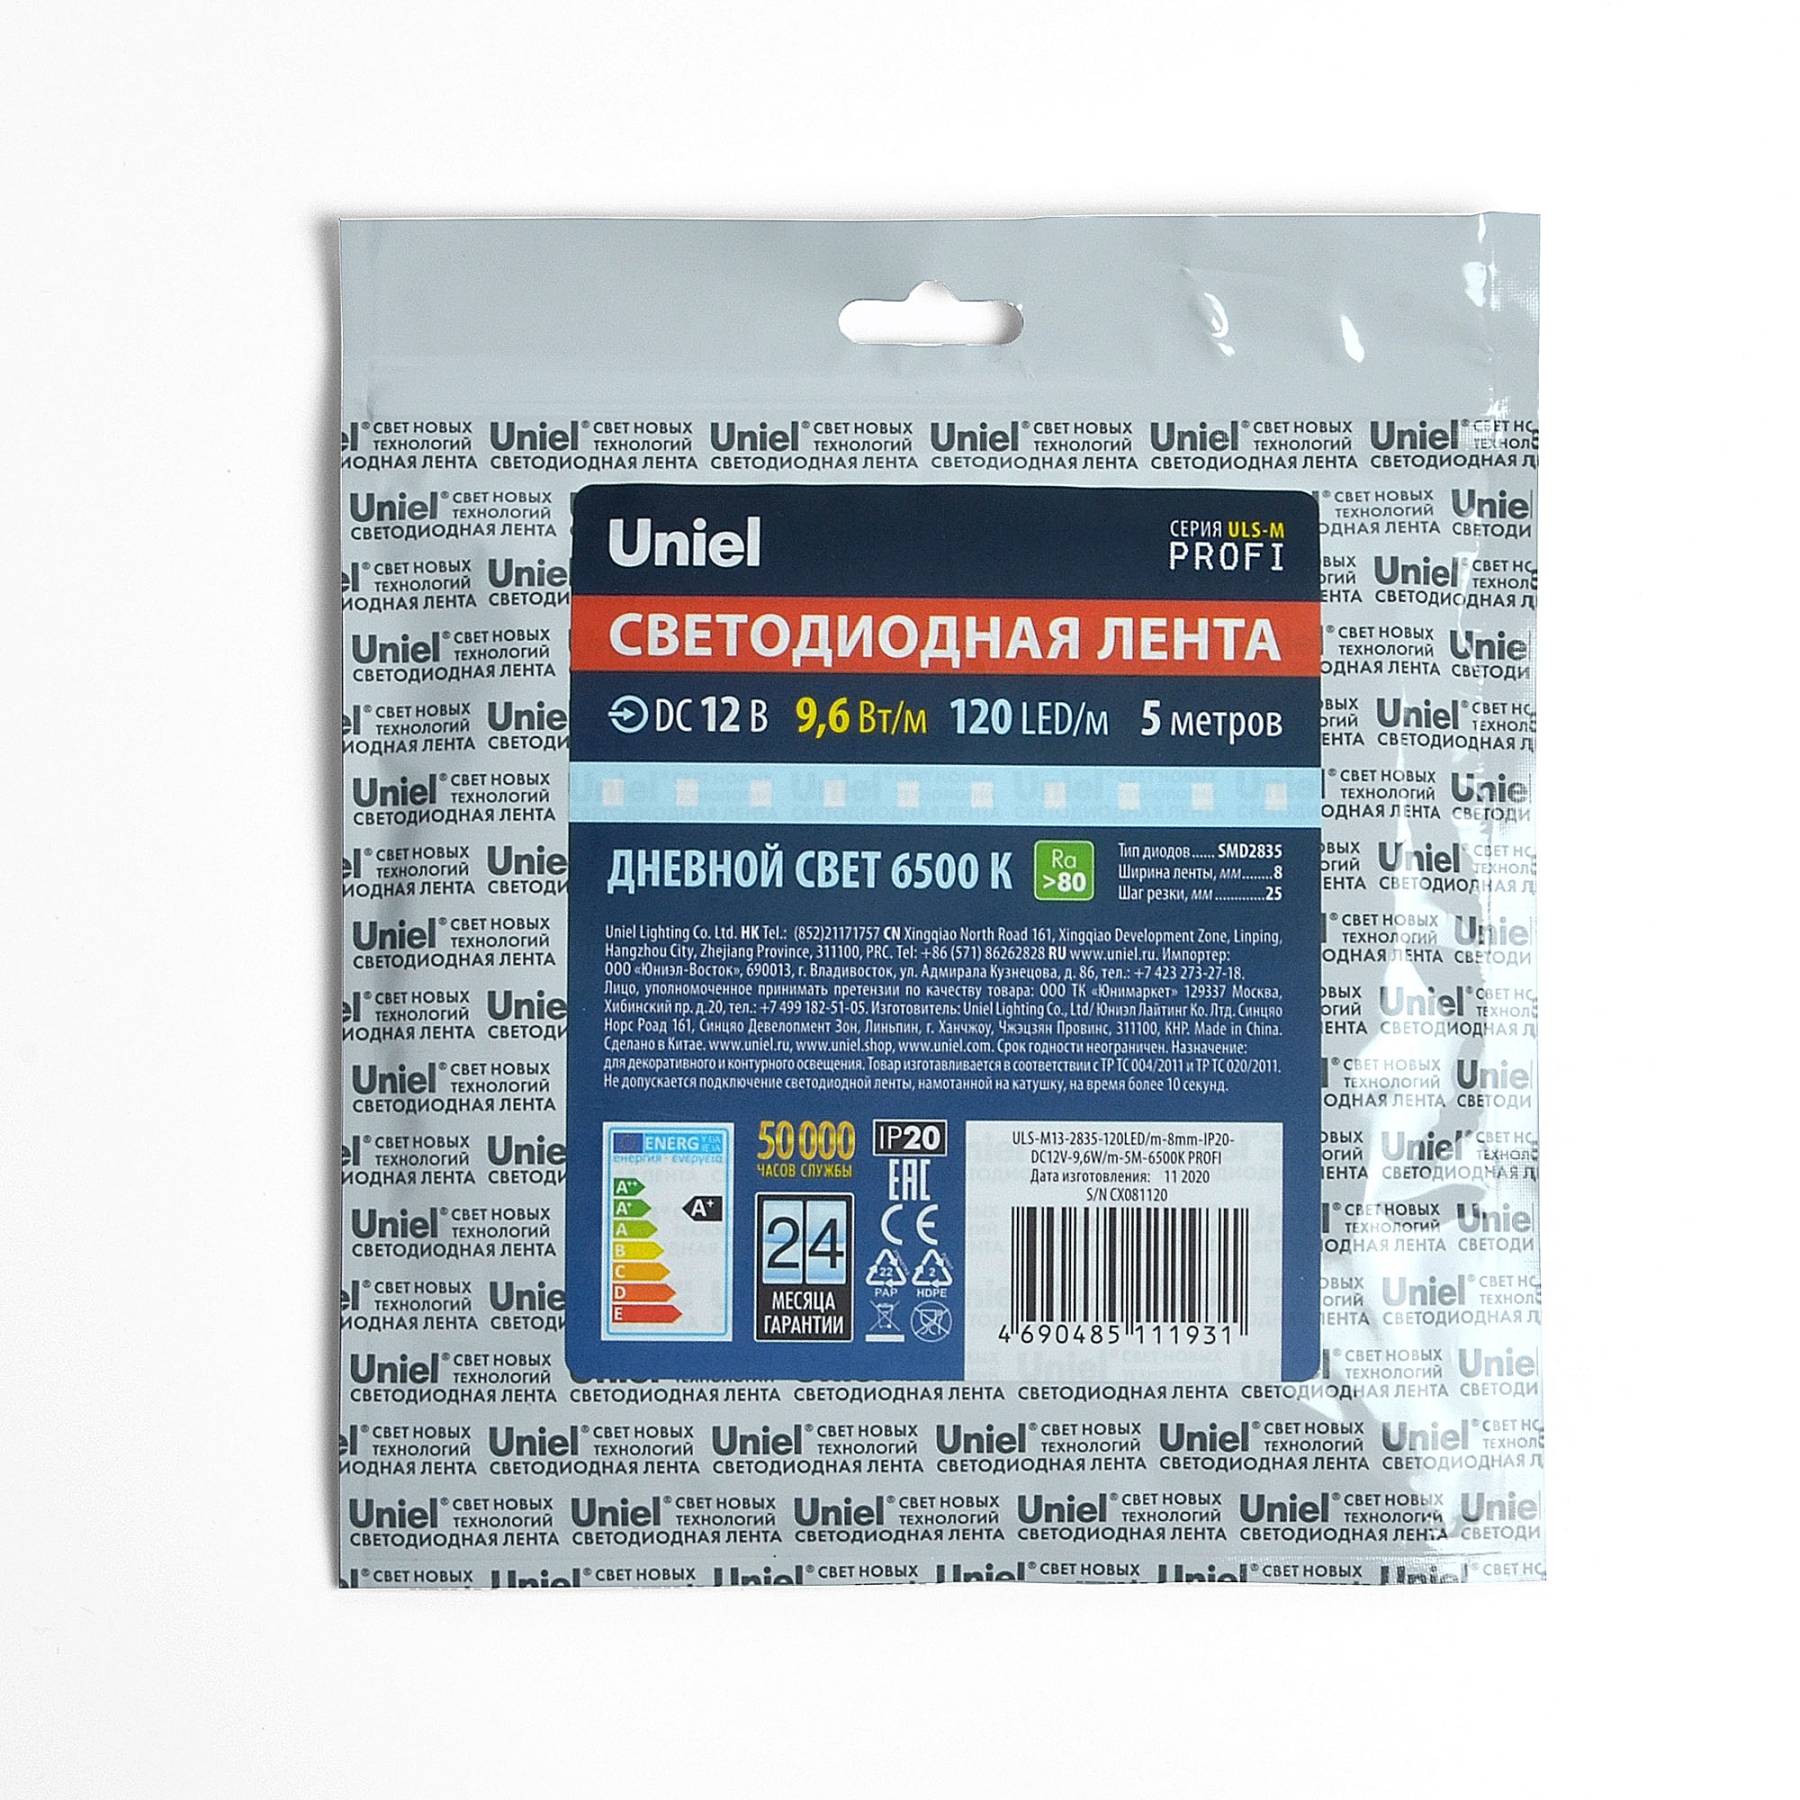 Uniel® СВЕТ НОВЫХ ТЕХНОЛОГИЙ
СВЕТОДИОДНАЯ ЛЕНТА
Uniel
СЕРИЯ ULS-M
PROFI
СВЕТОДИОДНАЯ ЛЕНТА
DC 12 В 9,6 Вт/м 120 LED/м 5 метров
ДНЕВНОЙ СВЕТ 6500 К
Ra
>80
Тип диодов...... SMD2835
Ширина ленты, мм........8
Шаг резки, мм.............25
Uniel Lighting Co. Ltd. HK Tel.: (852)21171757 CN Xingqiao North Road 161, Xingqiao Development Zone, Linping,
Hangzhou City, Zhejiang Province, 311100, PRC. Tel: +86 (571) 86262828 RU www.uniel.ru. Импортер:
ООО «Юниэл-Восток», 690013, г. Владивосток, ул. Адмирала Кузнецова, д. 86, тел.: +7 423 273-27-18.
Лицо, уполномоченное принимать претензии по качеству товара: ООО ТК «Юнимаркет» 129337 Москва,
Хибинский пр. д.20, тел.: +7 499 182-51-05. Изготовитель: Uniel Lighting Co., Ltd/ Юниэл Лайтинг Ко. Лтд. Синцяо
Норс Роад 161, Синцяо Девелопмент Зон, Линьпин, г. Ханчжоу, Чжэцзян Провинс, 311100, КНР. Made in China.
Сделано в Китае. www.uniel.ru, www.uniel.shop, www.uniel.com. Срок годности неограничен. Назначение:
для декоративного и контурного освещения. Товар изготавливается в соответствии с ТР ТС 004/2011 и ТР ТС 020/2011.
Не допускается подключение светодиодной ленты, намотанной на катушку, на время более 10 секунд.
ENERG
енергия · ενεργεια
A++
A+
A
B
C
D
E
A+
50 000
ЧАСОВ СЛУЖБЫ
24
МЕСЯЦА
ГАРАНТИИ
IP20
EAC
CE
22
PAP
2
HDPE
ULS-M13-2835-120LED/m-8mm-IP20-
DC12V-9,6W/m-5M-6500K PROFI
Дата изготовления: 11 2020
S/N CX081120
4 690485 111931